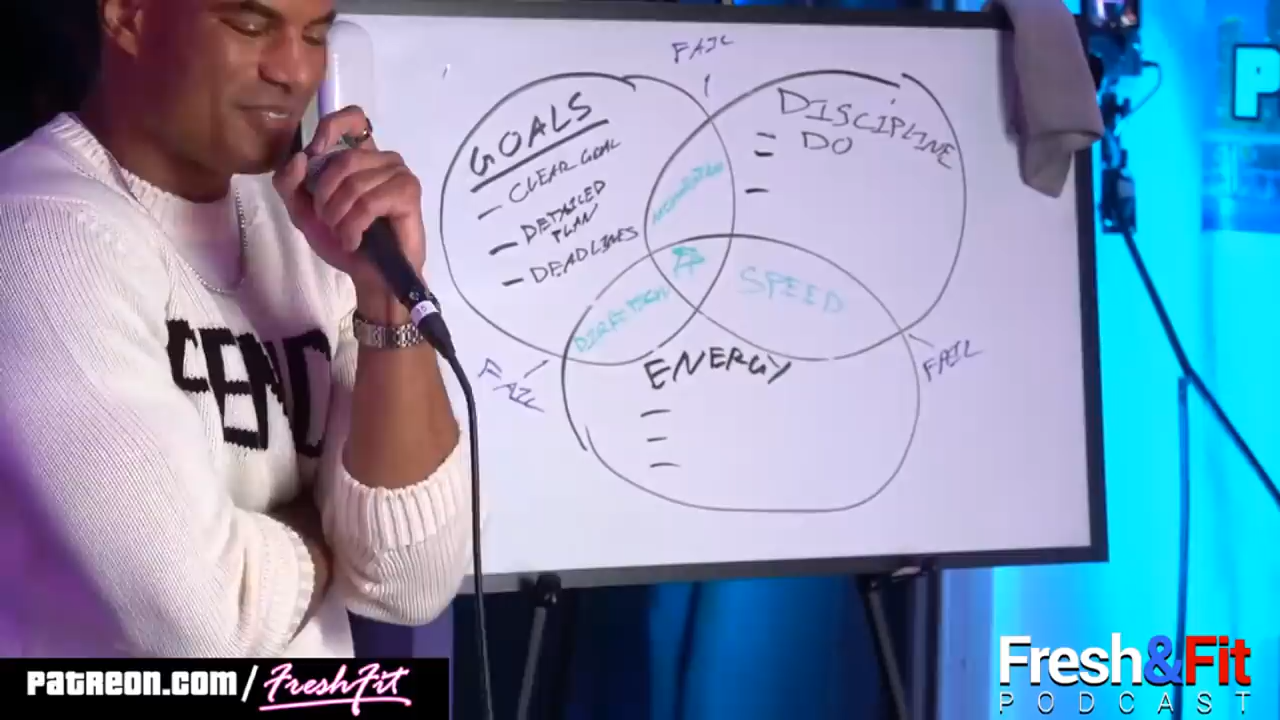 FAIL
GOALS
- CLEAR GOAL
- DETAILED
PLAN
- DEADLINES
DISCIPLINE
- DO
-
-
MOMENTUM
DIRECTION
SPEED
ENERGY
-
-
-
FAIL
FAIL
P
PATREON.COM/FreshFit
Fresh&Fit
PODCAST